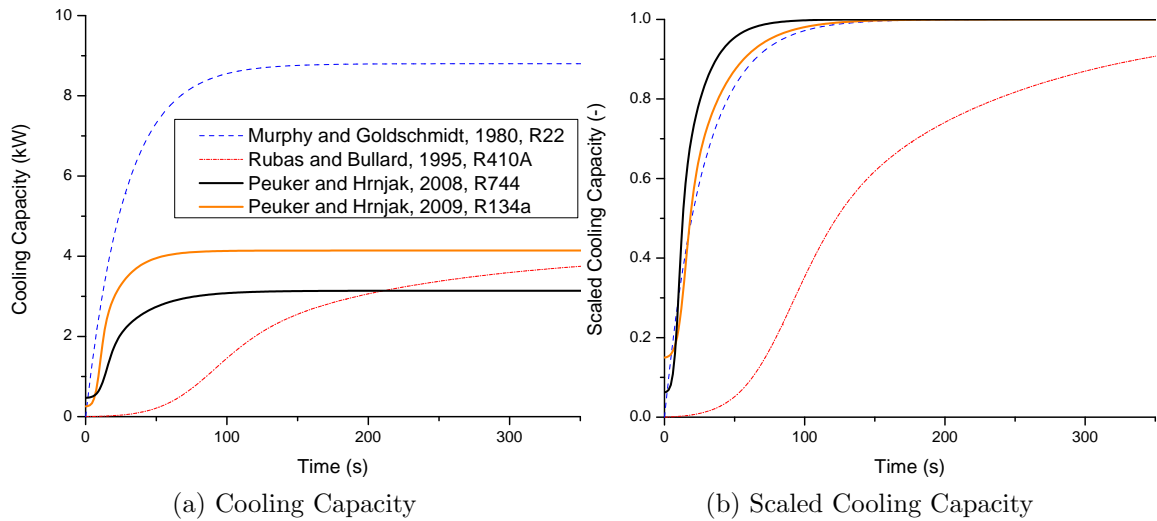 10
8
6
4
2
0
Cooling Capacity (kW)
Murphy and Goldschmidt, 1980, R22
Rubas and Bullard, 1995, R410A
Peuker and Hrnjak, 2008, R744
Peuker and Hrnjak, 2009, R134a
0 100 200 300
Time (s)
(a) Cooling Capacity
1.0
0.8
0.6
0.4
0.2
0.0
Scaled Cooling Capacity (-)
0 100 200 300
Time (s)
(b) Scaled Cooling Capacity